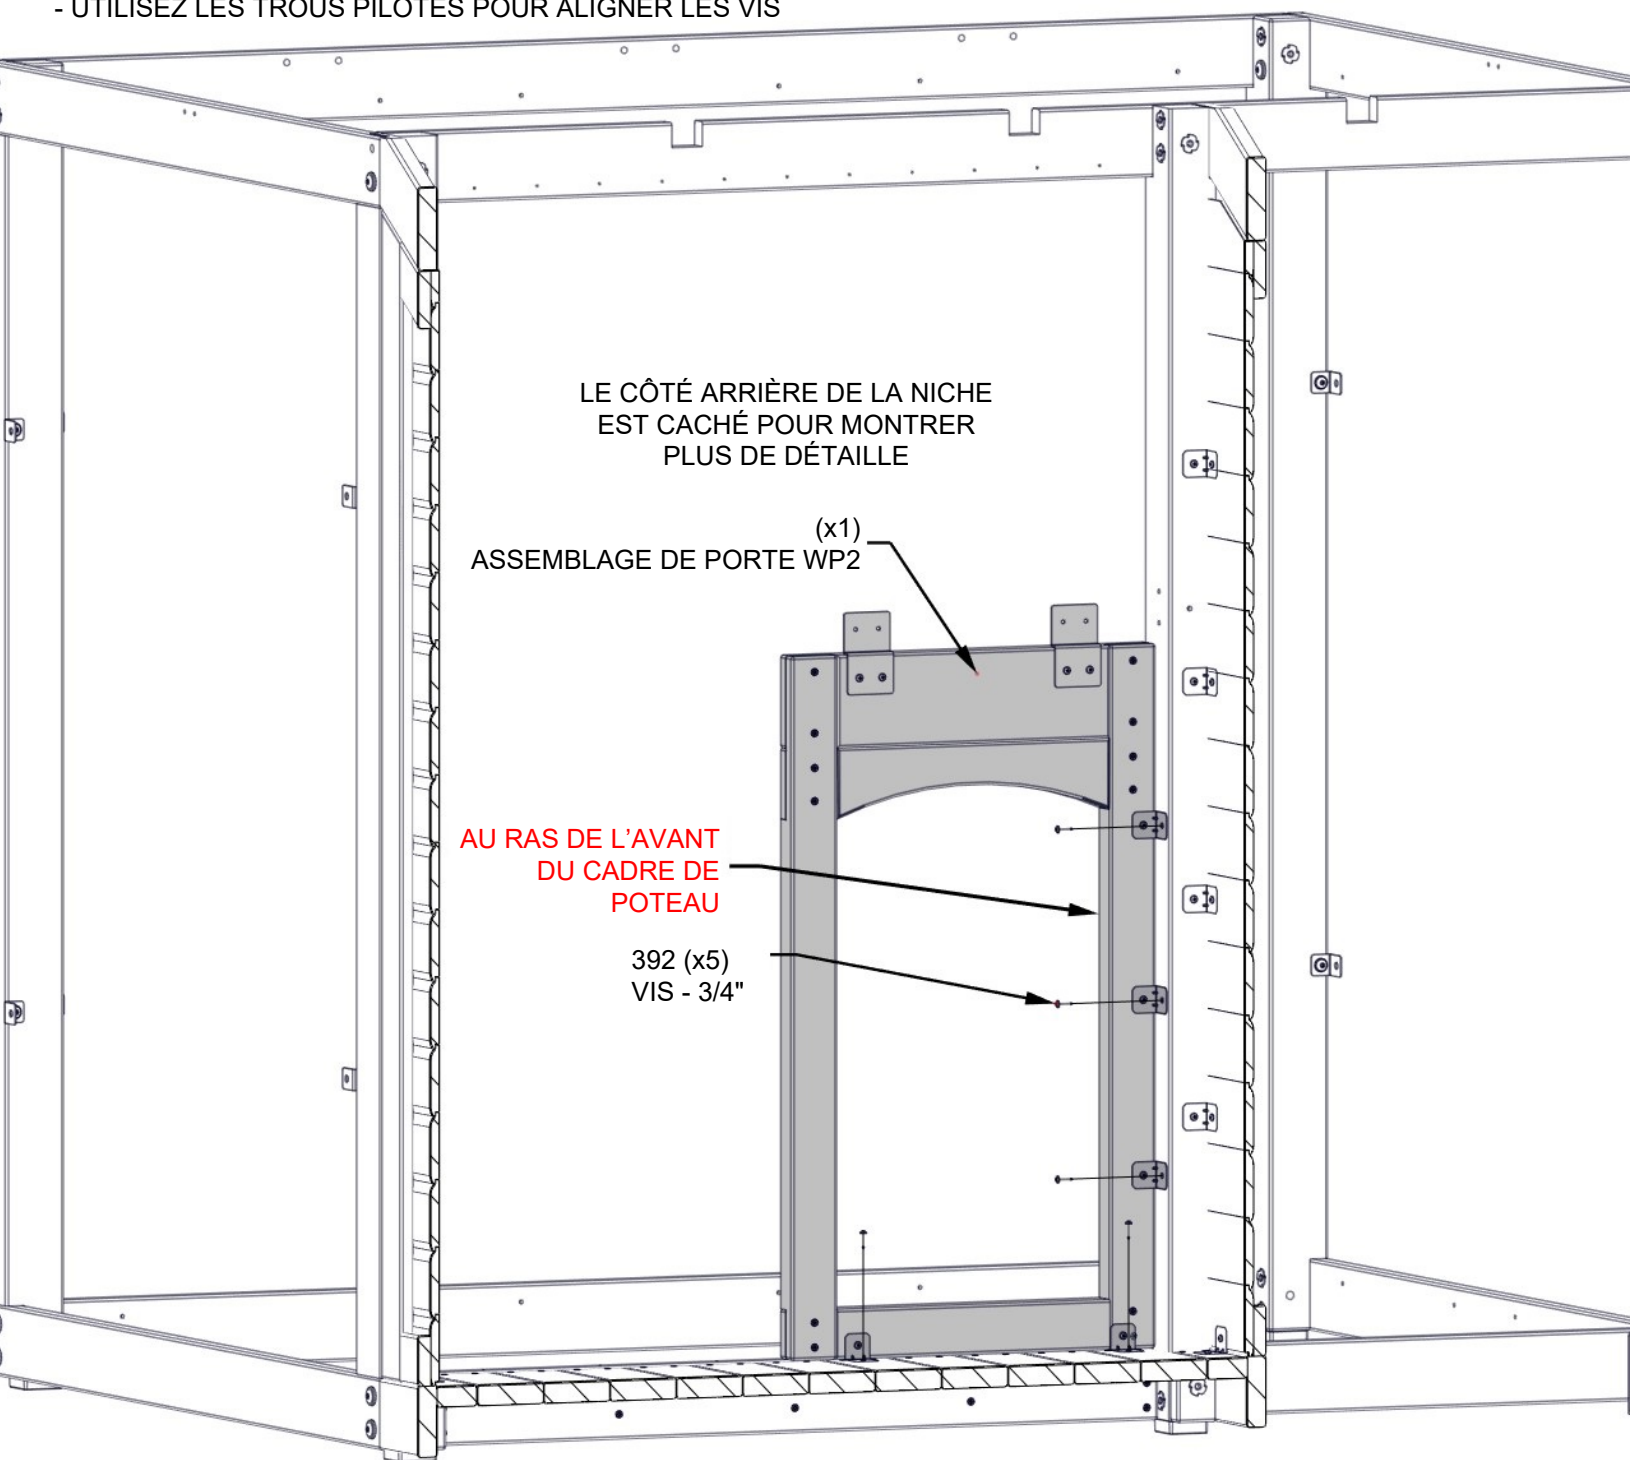 - UTILISEZ LES TROUS PILOTES POUR ALIGNER LES VIS
LE CÔTÉ ARRIÈRE DE LA NICHE
EST CACHÉ POUR MONTRER
PLUS DE DÉTAILLE
(x1)
ASSEMBLAGE DE PORTE WP2
AU RAS DE L'AVANT
DU CADRE DE
POTEAU
392 (x5)
VIS - 3/4"